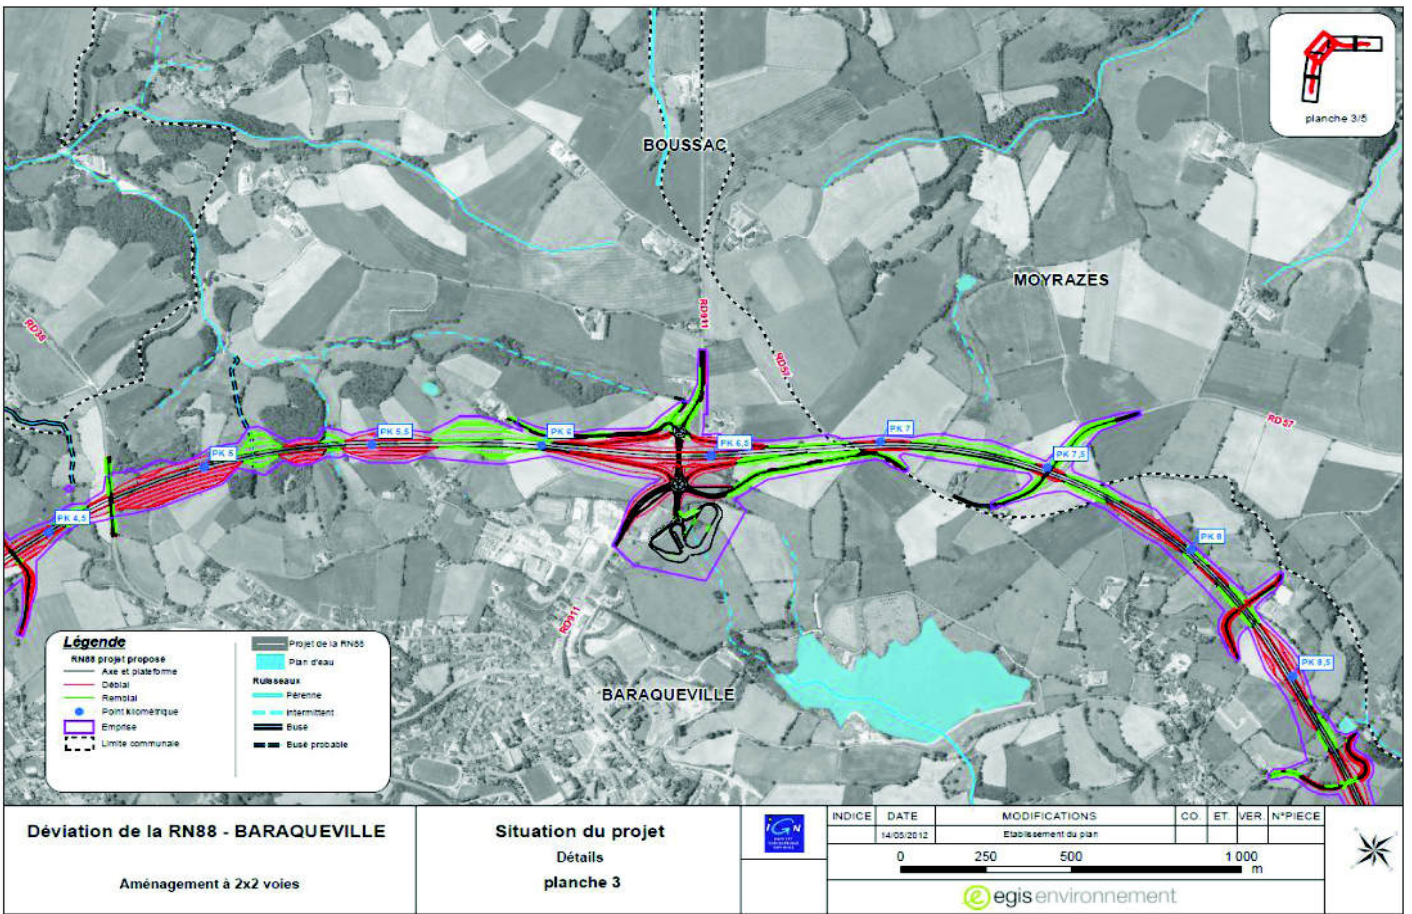 planche 3/5
BOUSSAC
MOYRAZES
RD911
RD57
RD38
RD57
PK 5,5
PK 6
PK 6,5
PK 7
PK 7,5
PK 5
PK 4,5
PK 8
PK 8,5
RD911
BARAQUEVILLE
Légende
RN88 projet proposé
Axe et plateforme
Déblai
Remblai
Point kilométrique
Emprise
Limite communale
Projet de la RN88
Plan d'eau
Ruisseaux
Pérenne
Intermittent
Busé
Busé probable
Déviation de la RN88 - BARAQUEVILLE
Aménagement à 2x2 voies
Situation du projet
Détails
planche 3
IGN
INDICE DATE MODIFICATIONS CO. ET. VER. N°PIECE
14/05/2012 Etablissement du plan
0 250 500 1 000
m
egis environnement